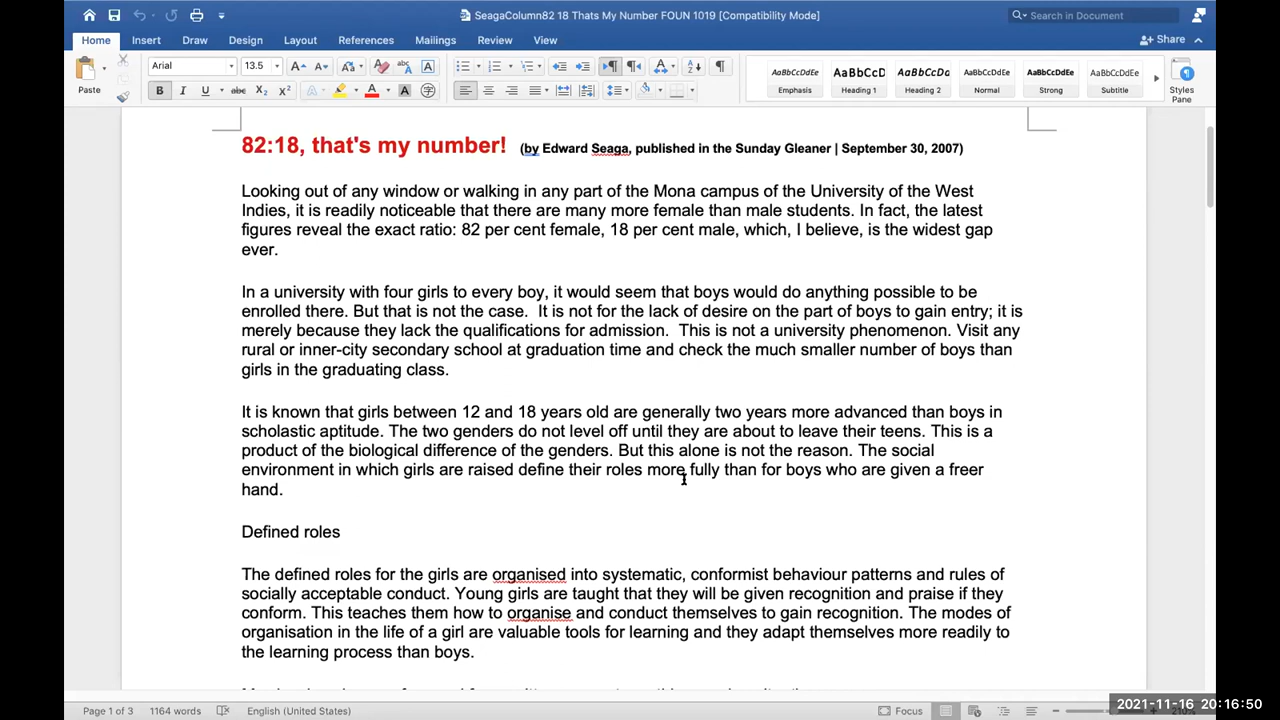 SeagaColumn82 18 Thats My Number FOUN 1019 [Compatibility Mode]
Search in Document
Home Insert Draw Design Layout References Mailings Review View
Share
Paste
Arial 13.5
AaBbCcDdEe AaBbCcD AaBbCcDd AaBbCcDdEe AaBbCcDdEe AaBbCcDdEe
Emphasis Heading 1 Heading 2 Normal Strong Subtitle
Styles
Pane
82:18, that's my number! (by Edward Seaga, published in the Sunday Gleaner | September 30, 2007)
Looking out of any window or walking in any part of the Mona campus of the University of the West
Indies, it is readily noticeable that there are many more female than male students. In fact, the latest
figures reveal the exact ratio: 82 per cent female, 18 per cent male, which, I believe, is the widest gap
ever.
In a university with four girls to every boy, it would seem that boys would do anything possible to be
enrolled there. But that is not the case. It is not for the lack of desire on the part of boys to gain entry; it is
merely because they lack the qualifications for admission. This is not a university phenomenon. Visit any
rural or inner-city secondary school at graduation time and check the much smaller number of boys than
girls in the graduating class.
It is known that girls between 12 and 18 years old are generally two years more advanced than boys in
scholastic aptitude. The two genders do not level off until they are about to leave their teens. This is a
product of the biological difference of the genders. But this alone is not the reason. The social
environment in which girls are raised define their roles more fully than for boys who are given a freer
hand.
Defined roles
The defined roles for the girls are organised into systematic, conformist behaviour patterns and rules of
socially acceptable conduct. Young girls are taught that they will be given recognition and praise if they
conform. This teaches them how to organise and conduct themselves to gain recognition. The modes of
organisation in the life of a girl are valuable tools for learning and they adapt themselves more readily to
the learning process than boys.
Page 1 of 3 1164 words English (United States) Focus
2021-11-16 20:16:50